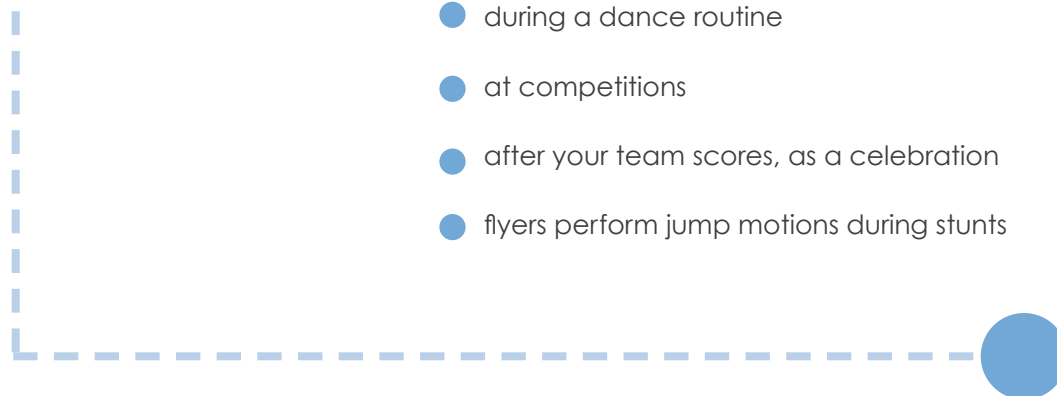 during a dance routine
at competitions
after your team scores, as a celebration
flyers perform jump motions during stunts